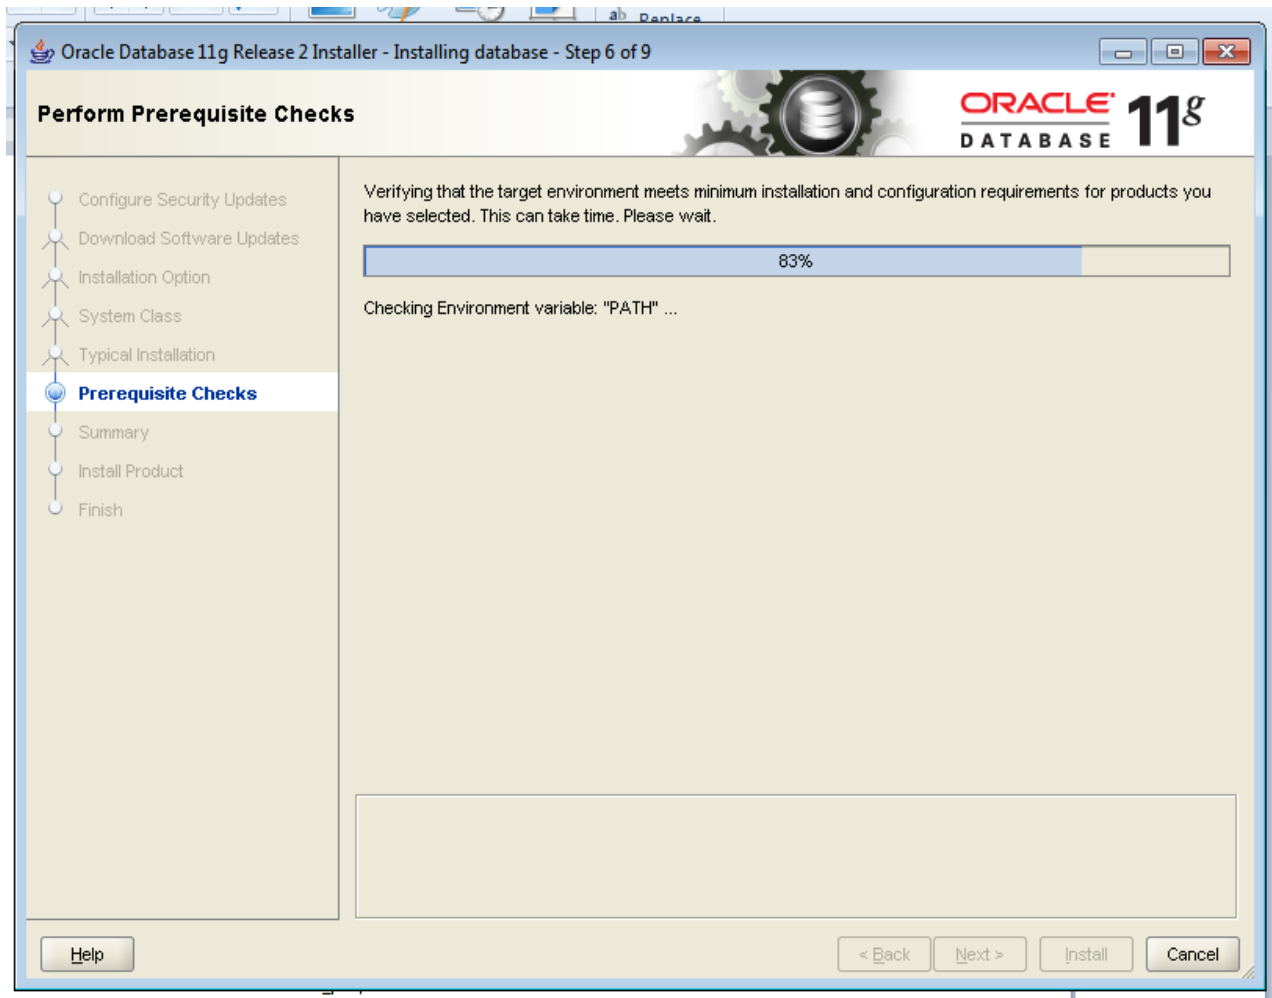 ab Replace
Oracle Database 11g Release 2 Installer - Installing database - Step 6 of 9
Perform Prerequisite Checks
ORACLE
DATABASE
11g
Configure Security Updates
Download Software Updates
Installation Option
System Class
Typical Installation
Prerequisite Checks
Summary
Install Product
Finish
Verifying that the target environment meets minimum installation and configuration requirements for products you
have selected. This can take time. Please wait.
83%
Checking Environment variable: "PATH" ...
Help
< Back
Next >
Install
Cancel